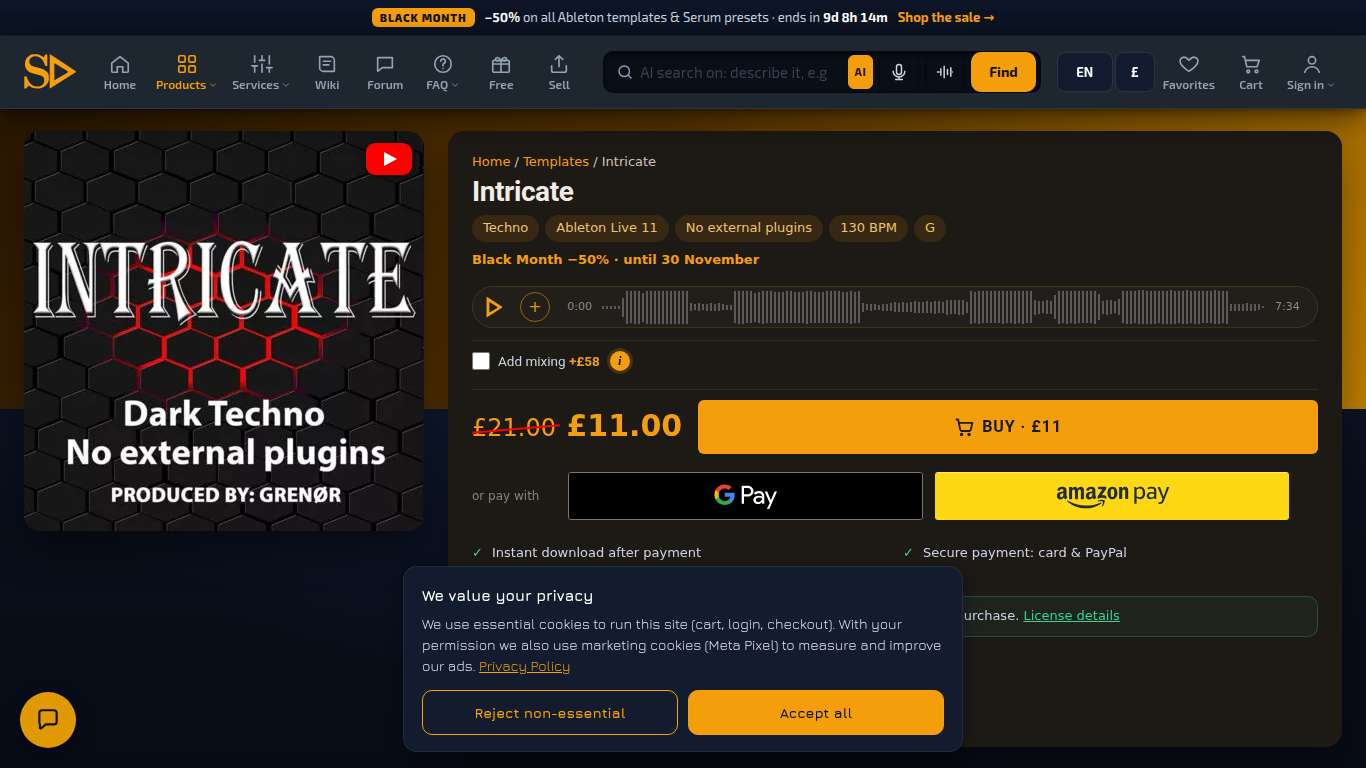 BLACK MONTH −50% on all Ableton templates & Serum presets · ends in 9d 8h 14m Shop the sale →
SD
Home
Products
Services
Wiki
Forum
FAQ
Free
Sell
AI search on: describe it, e.g
AI
Find
EN
£
Favorites
Cart
Sign in
INTRICATE
Dark Techno
No external plugins
PRODUCED BY: GRENØR
Home / Templates / Intricate
Intricate
Techno
Ableton Live 11
No external plugins
130 BPM
G
Black Month −50% · until 30 November
0:00
7:34
Add mixing +£58
i
£21.00 £11.00
BUY · £11
or pay with
G Pay
amazon pay
✓ Instant download after payment
✓ Secure payment: card & PayPal
urchase. License details
We value your privacy
We use essential cookies to run this site (cart, login, checkout). With your
permission we also use marketing cookies (Meta Pixel) to measure and improve
our ads. Privacy Policy
Reject non-essential
Accept all